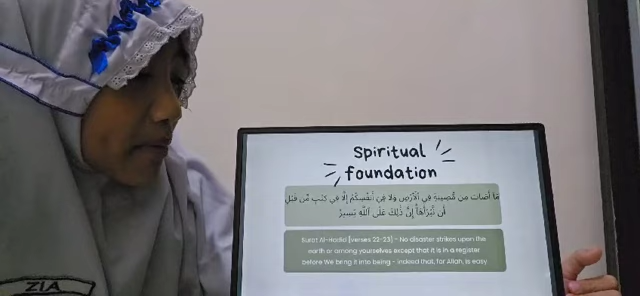 Spiritual
foundation
مَا أَصَابَ مِن مُّصِيبَةٍ فِي الْأَرْضِ وَلَا فِي أَنفُسِكُمْ إِلَّا فِي كِتَٰبٍ مِّن قَبْلِ
أَن نَّبْرَأَهَا إِنَّ ذَٰلِكَ عَلَى اللَّهِ يَسِيرٌ
Surat Al-Hadid [verses 22-23] - No disaster strikes upon the
earth or among yourselves except that it is in a register
before We bring it into being - indeed that, for Allah, is easy
ZIA